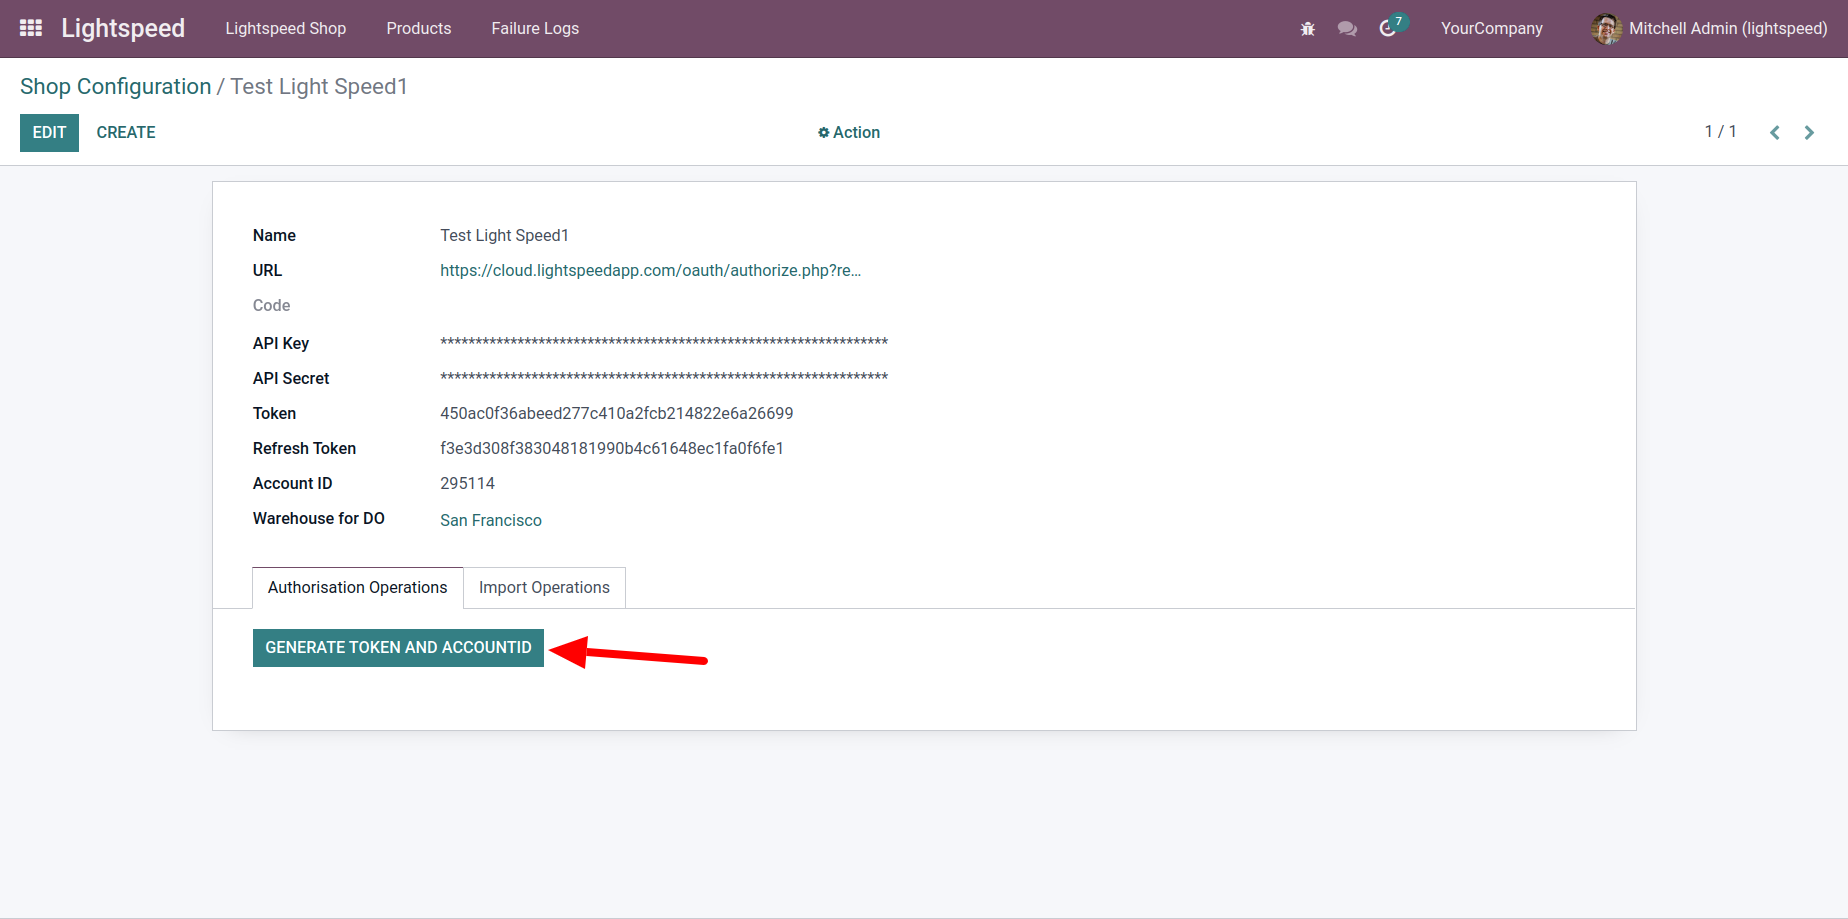 Lightspeed Lightspeed Shop Products Failure Logs 7 YourCompany Mitchell Admin (lightspeed)
Shop Configuration / Test Light Speed1
EDIT CREATE Action 1 / 1
Name Test Light Speed1
URL https://cloud.lightspeedapp.com/oauth/authorize.php?re…
Code
API Key ****************************************************************
API Secret ****************************************************************
Token 450ac0f36abeed277c410a2fcb214822e6a26699
Refresh Token f3e3d308f383048181990b4c61648ec1fa0f6fe1
Account ID 295114
Warehouse for DO San Francisco
Authorisation Operations Import Operations
GENERATE TOKEN AND ACCOUNTID